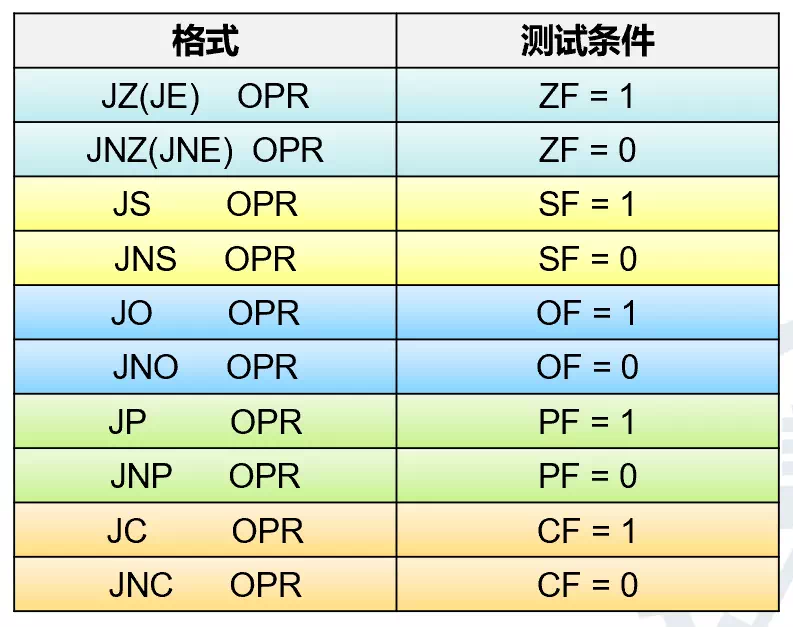 格式 测试条件
JZ(JE) OPR ZF = 1
JNZ(JNE) OPR ZF = 0
JS OPR SF = 1
JNS OPR SF = 0
JO OPR OF = 1
JNO OPR OF = 0
JP OPR PF = 1
JNP OPR PF = 0
JC OPR CF = 1
JNC OPR CF = 0